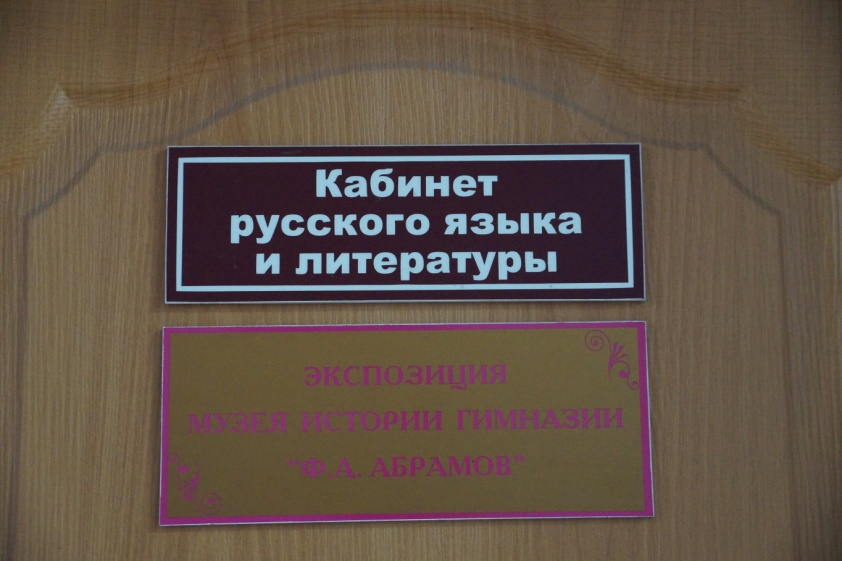 Кабинет
русского языка
и литературы
ЭКСПОЗИЦИЯ
МУЗЕЯ ИСТОРИИ ГИМНАЗИИ
"Ф.А. АБРАМОВ"